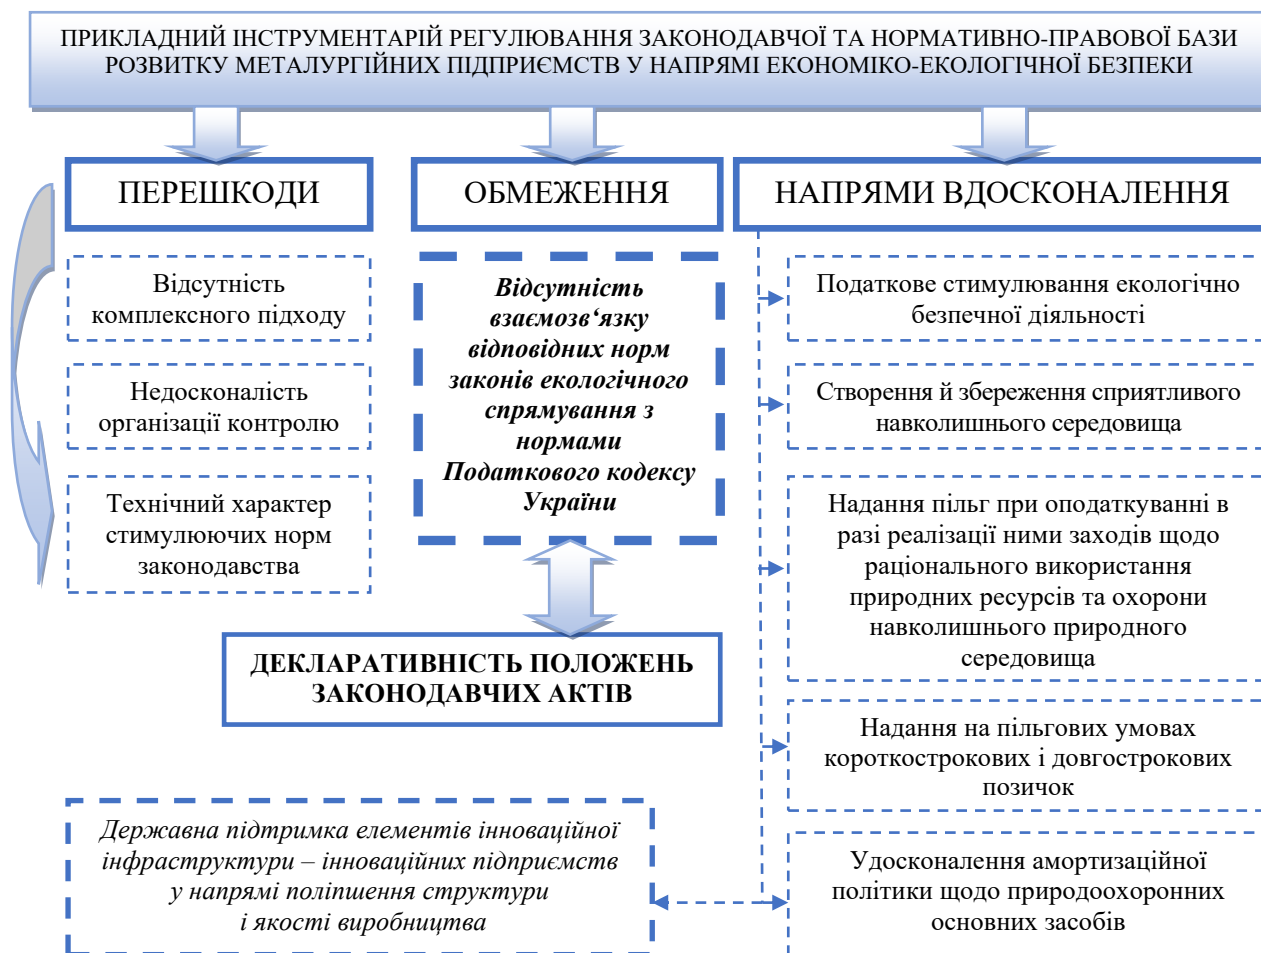 ПРИКЛАДНИЙ ІНСТРУМЕНТАРІЙ РЕГУЛЮВАННЯ ЗАКОНОДАВЧОЇ ТА НОРМАТИВНО-ПРАВОВОЇ БАЗИ
РОЗВИТКУ МЕТАЛУРГІЙНИХ ПІДПРИЄМСТВ У НАПРЯМІ ЕКОНОМІКО-ЕКОЛОГІЧНОЇ БЕЗПЕКИ
ПЕРЕШКОДИ
Відсутність
комплексного підходу
Недосконалість
організації контролю
Технічний характер
стимулюючих норм
законодавства
ОБМЕЖЕННЯ
Відсутність
взаємозв‘язку
відповідних норм
законів екологічного
спрямування з
нормами
Податкового кодексу
України
ДЕКЛАРАТИВНІСТЬ ПОЛОЖЕНЬ
ЗАКОНОДАВЧИХ АКТІВ
НАПРЯМИ ВДОСКОНАЛЕННЯ
Податкове стимулювання екологічно
безпечної діяльності
Створення й збереження сприятливого
навколишнього середовища
Надання пільг при оподаткуванні в
разі реалізації ними заходів щодо
раціонального використання
природних ресурсів та охорони
навколишнього природного
середовища
Надання на пільгових умовах
короткострокових і довгострокових
позичок
Удосконалення амортизаційної
політики щодо природоохоронних
основних засобів
Державна підтримка елементів інноваційної
інфраструктури – інноваційних підприємств
у напрямі поліпшення структури
і якості виробництва